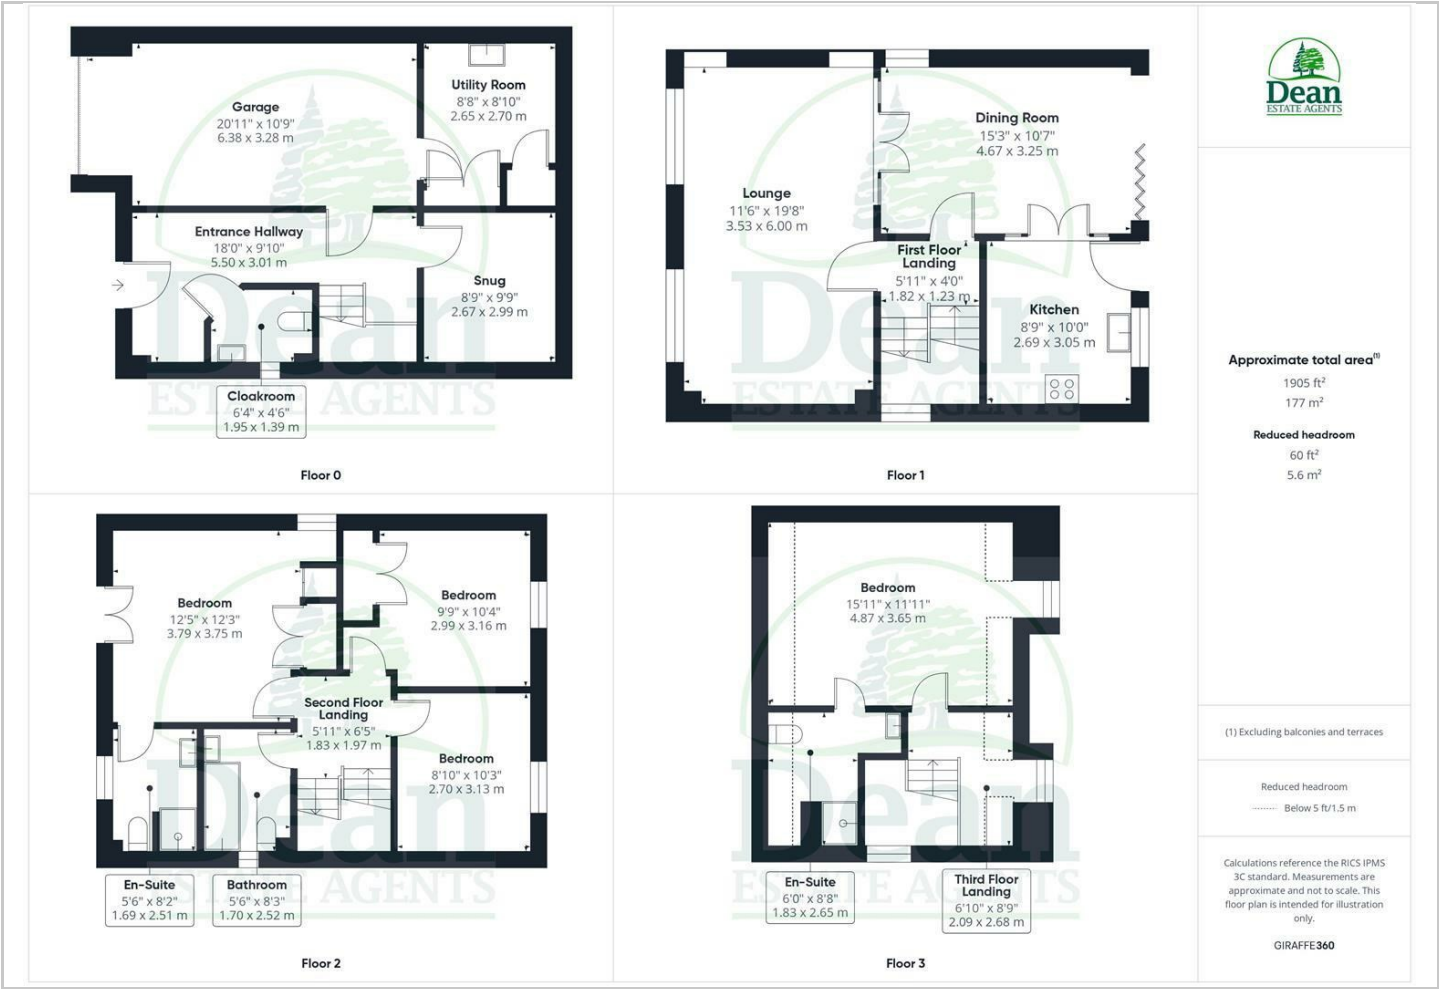 Garage
20'11" x 10'9"
6.38 x 3.28 m
Utility Room
8'8" x 8'10"
2.65 x 2.70 m
Entrance Hallway
18'0" x 9'10"
5.50 x 3.01 m
Snug
8'9" x 9'9"
2.67 x 2.99 m
Cloakroom
6'4" x 4'6"
1.95 x 1.39 m
Dean
ESTATE AGENTS
Floor 0
Lounge
11'6" x 19'8"
3.53 x 6.00 m
Dining Room
15'3" x 10'7"
4.67 x 3.25 m
First Floor
Landing
5'11" x 4'0"
1.82 x 1.23 m
Kitchen
8'9" x 10'0"
2.69 x 3.05 m
Dean
ESTATE AGENTS
Floor 1
Bedroom
12'5" x 12'3"
3.79 x 3.75 m
Bedroom
9'9" x 10'4"
2.99 x 3.16 m
Second Floor
Landing
5'11" x 6'5"
1.83 x 1.97 m
Bedroom
8'10" x 10'3"
2.70 x 3.13 m
En-Suite
5'6" x 8'2"
1.69 x 2.51 m
Bathroom
5'6" x 8'3"
1.70 x 2.52 m
Dean
ESTATE AGENTS
Floor 2
Bedroom
15'11" x 11'11"
4.87 x 3.65 m
En-Suite
6'0" x 8'8"
1.83 x 2.65 m
Third Floor
Landing
6'10" x 8'9"
2.09 x 2.68 m
Dean
ESTATE AGENTS
Floor 3
Dean
ESTATE AGENTS
Approximate total area(1)
1905 ft²
177 m²
Reduced headroom
60 ft²
5.6 m²
(1) Excluding balconies and terraces
Reduced headroom
Below 5 ft/1.5 m
Calculations reference the RICS IPMS
3C standard. Measurements are
approximate and not to scale. This
floor plan is intended for illustration
only.
GIRAFFE360